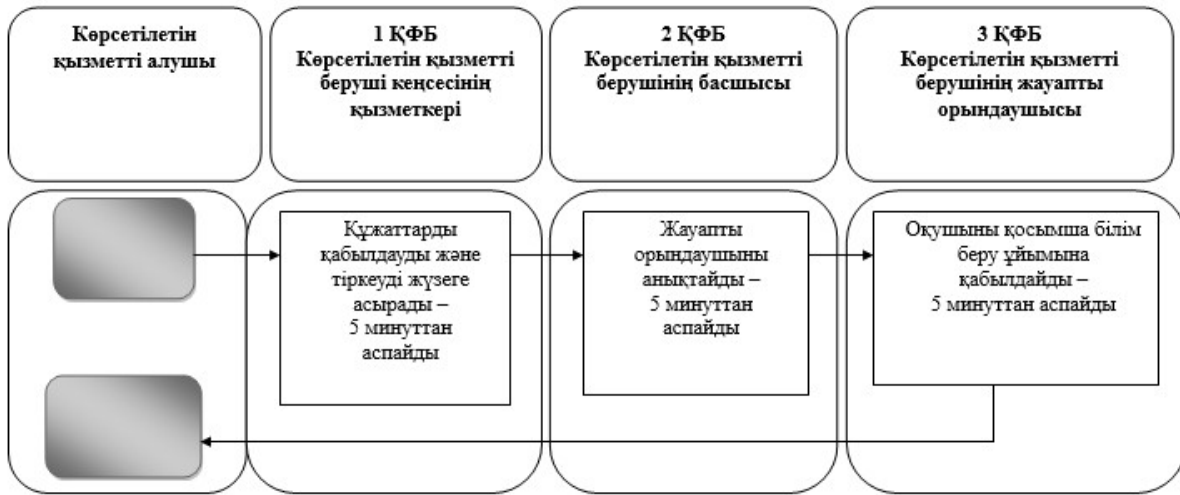 Көрсетілетін
қызметті алушы
1 ҚФБ
Көрсетілетін қызметті
беруші кеңсесінің
қызметкері
2 ҚФБ
Көрсетілетін қызметті
берушінің басшысы
3 ҚФБ
Көрсетілетін қызметті
берушінің жауапты
орындаушысы
Құжаттарды
қабылдауды және
тіркеуді жүзеге
асырады –
5 минуттан
аспайды
Жауапты
орындаушыны
анықтайды –
5 минуттан
аспайды
Оқушыны қосымша білім
беру ұйымына
қабылдайды –
5 минуттан аспайды